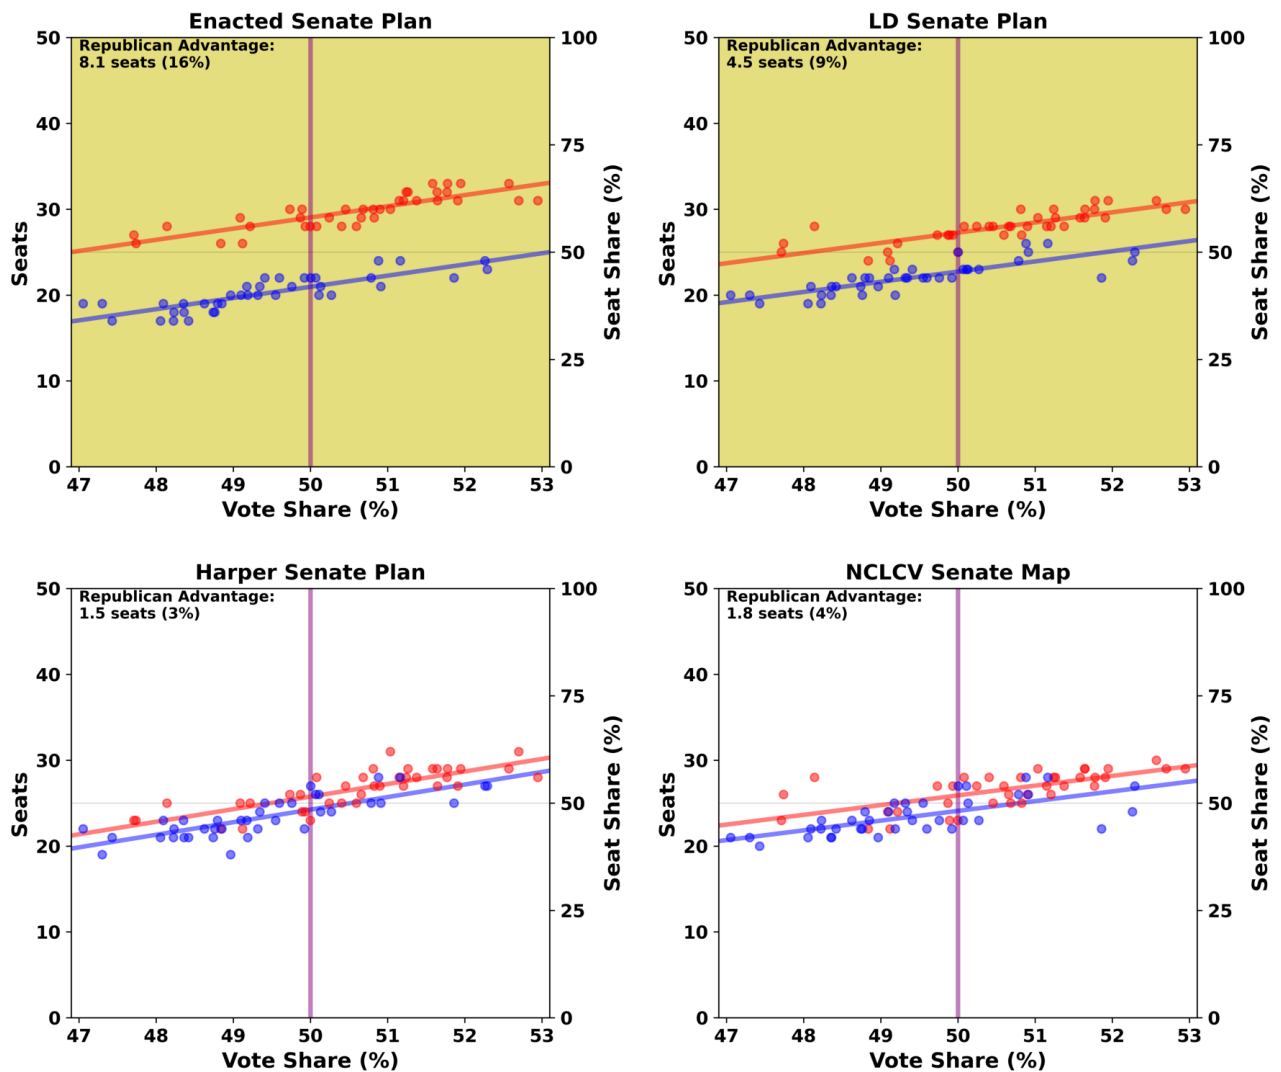 Enacted Senate Plan
Republican Advantage:
8.1 seats (16%)
50
40
30
20
10
0
Seats
100
75
50
25
0
Seat Share (%)
47 48 49 50 51 52 53
Vote Share (%)
LD Senate Plan
Republican Advantage:
4.5 seats (9%)
50
40
30
20
10
0
Seats
100
75
50
25
0
Seat Share (%)
47 48 49 50 51 52 53
Vote Share (%)
Harper Senate Plan
Republican Advantage:
1.5 seats (3%)
50
40
30
20
10
0
Seats
100
75
50
25
0
Seat Share (%)
47 48 49 50 51 52 53
Vote Share (%)
NCLCV Senate Map
Republican Advantage:
1.8 seats (4%)
50
40
30
20
10
0
Seats
100
75
50
25
0
Seat Share (%)
47 48 49 50 51 52 53
Vote Share (%)